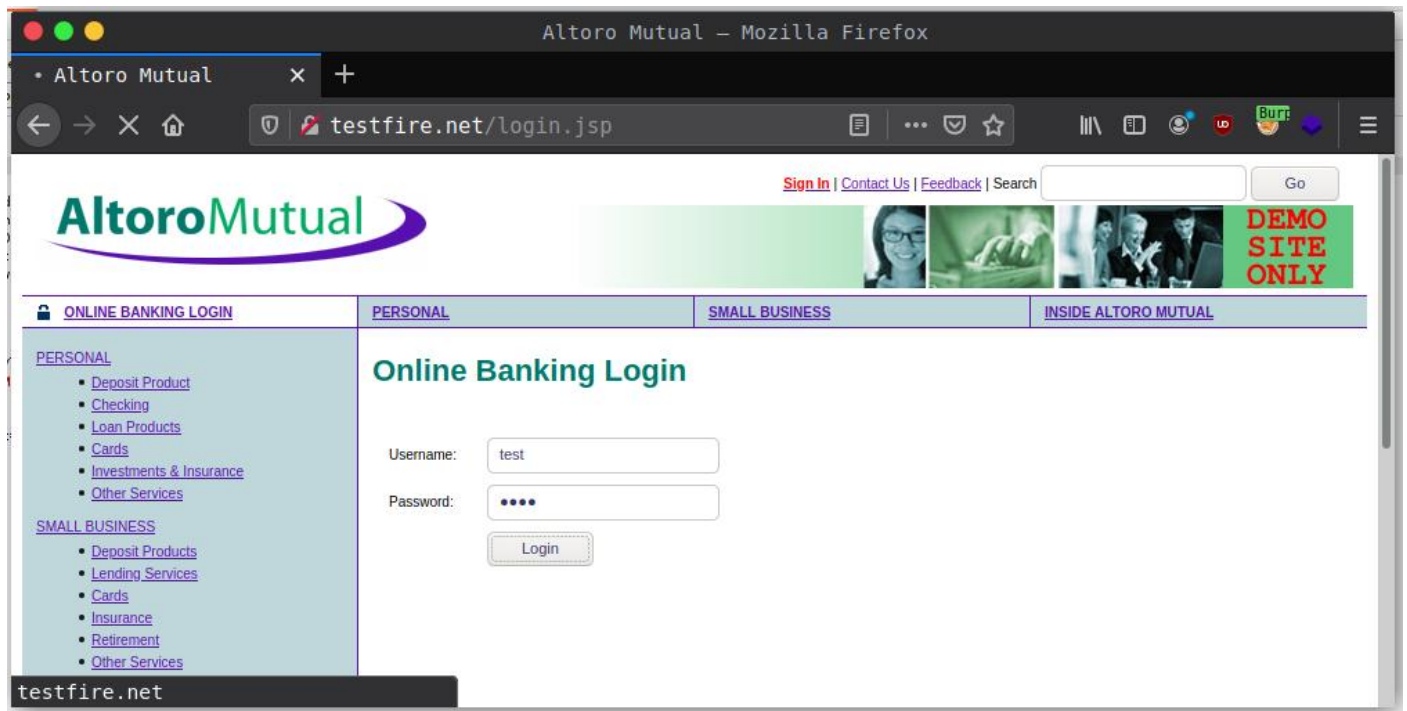 Altoro Mutual — Mozilla Firefox
• Altoro Mutual × +
testfire.net/login.jsp
UD
Burp
Sign In | Contact Us | Feedback | Search Go
AltoroMutual
DEMO
SITE
ONLY
ONLINE BANKING LOGIN PERSONAL SMALL BUSINESS INSIDE ALTORO MUTUAL
PERSONAL
• Deposit Product
• Checking
• Loan Products
• Cards
• Investments & Insurance
• Other Services
SMALL BUSINESS
• Deposit Products
• Lending Services
• Cards
• Insurance
• Retirement
• Other Services
Online Banking Login
Username: test
Password: ••••
Login
testfire.net